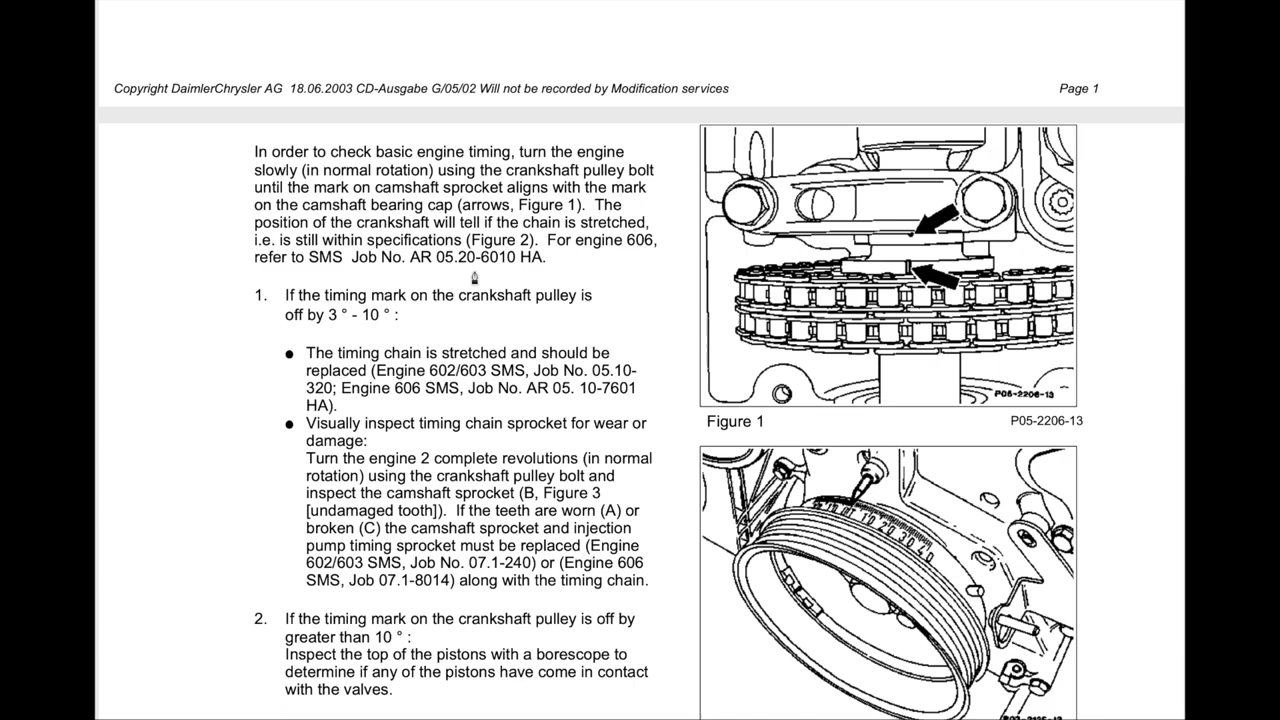 Copyright DaimlerChrysler AG 18.06.2003 CD-Ausgabe G/05/02 Will not be recorded by Modification services Page 1
In order to check basic engine timing, turn the engine
slowly (in normal rotation) using the crankshaft pulley bolt
until the mark on camshaft sprocket aligns with the mark
on the camshaft bearing cap (arrows, Figure 1). The
position of the crankshaft will tell if the chain is stretched,
i.e. is still within specifications (Figure 2). For engine 606,
refer to SMS Job No. AR 05.20-6010 HA.
1. If the timing mark on the crankshaft pulley is
off by 3 ° - 10 ° :
● The timing chain is stretched and should be
replaced (Engine 602/603 SMS, Job No. 05.10-
320; Engine 606 SMS, Job No. AR 05. 10-7601
HA).
● Visually inspect timing chain sprocket for wear or
damage:
Turn the engine 2 complete revolutions (in normal
rotation) using the crankshaft pulley bolt and
inspect the camshaft sprocket (B, Figure 3
[undamaged tooth]). If the teeth are worn (A) or
broken (C) the camshaft sprocket and injection
pump timing sprocket must be replaced (Engine
602/603 SMS, Job No. 07.1-240) or (Engine 606
SMS, Job 07.1-8014) along with the timing chain.
2. If the timing mark on the crankshaft pulley is off by
greater than 10 ° :
Inspect the top of the pistons with a borescope to
determine if any of the pistons have come in contact
with the valves.
P05-2206-13
Figure 1 P05-2206-13
10 20 30 40